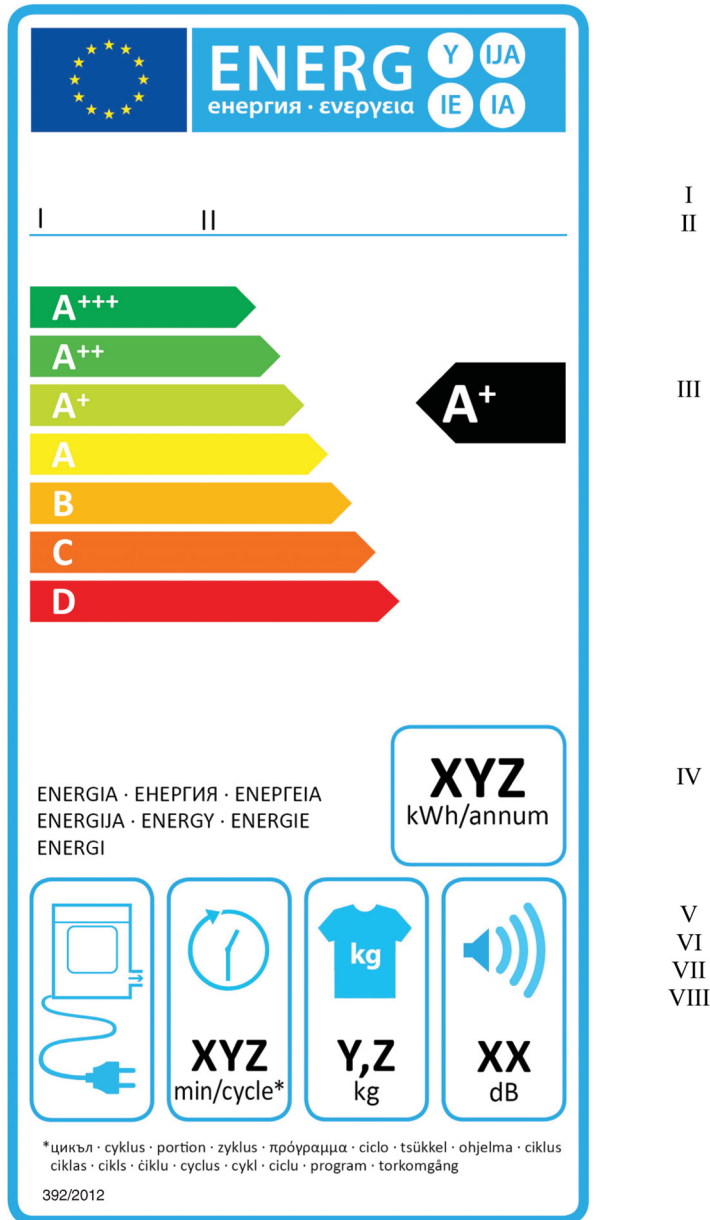 ENERG Y IJA
енергия · ενεργεια IE IA
I
I II
II
A+++
A++
A+
A+
III
A
B
C
D
XYZ
IV
kWh/annum
ENERGIA · ЕНЕРГИЯ · ΕΝΕΡΓΕΙΑ
ENERGIJA · ENERGY · ENERGIE
ENERGI
V
VI
VII
VIII
kg
XYZ
min/cycle*
Y,Z
kg
XX
dB
*цикъл · cyklus · portion · zyklus · πρόγραμμα · ciclo · tsükkel · ohjelma · ciklus
ciklas · cikls · ċiklu · cyclus · cykl · ciclu · program · torkomgång
392/2012